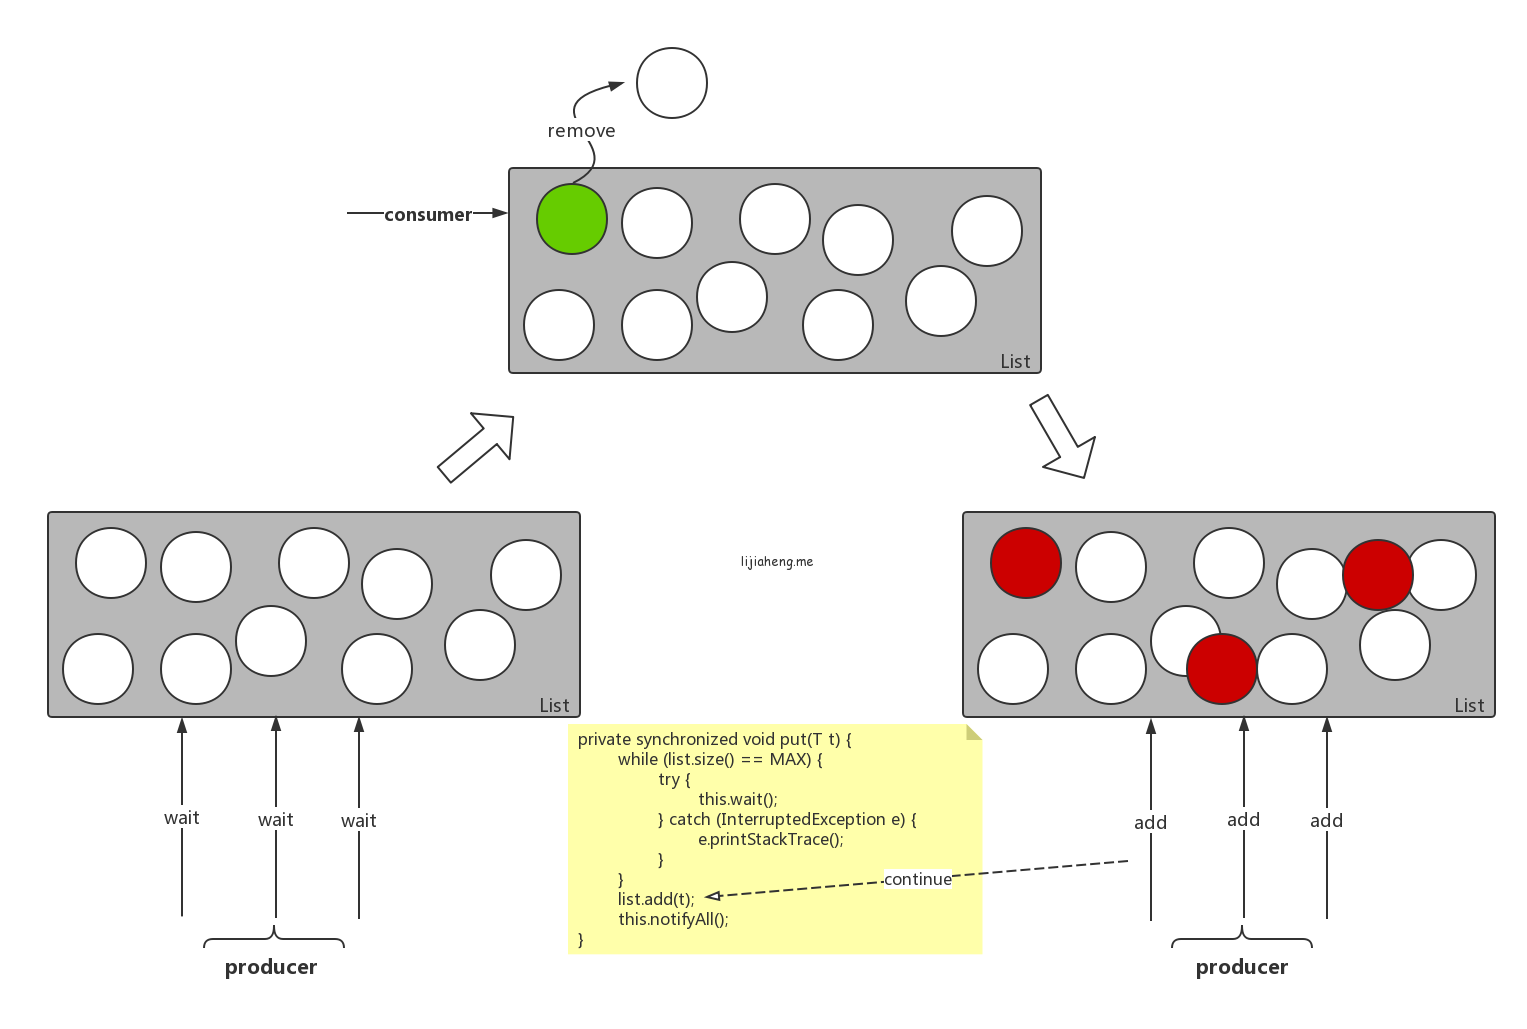 remove
consumer
List
List
List
lijiaheng.me
private synchronized void put(T t) {
while (list.size() == MAX) {
try {
this.wait();
} catch (InterruptedException e) {
e.printStackTrace();
}
}
list.add(t);
this.notifyAll();
}
continue
wait
wait
wait
add
add
add
producer
producer